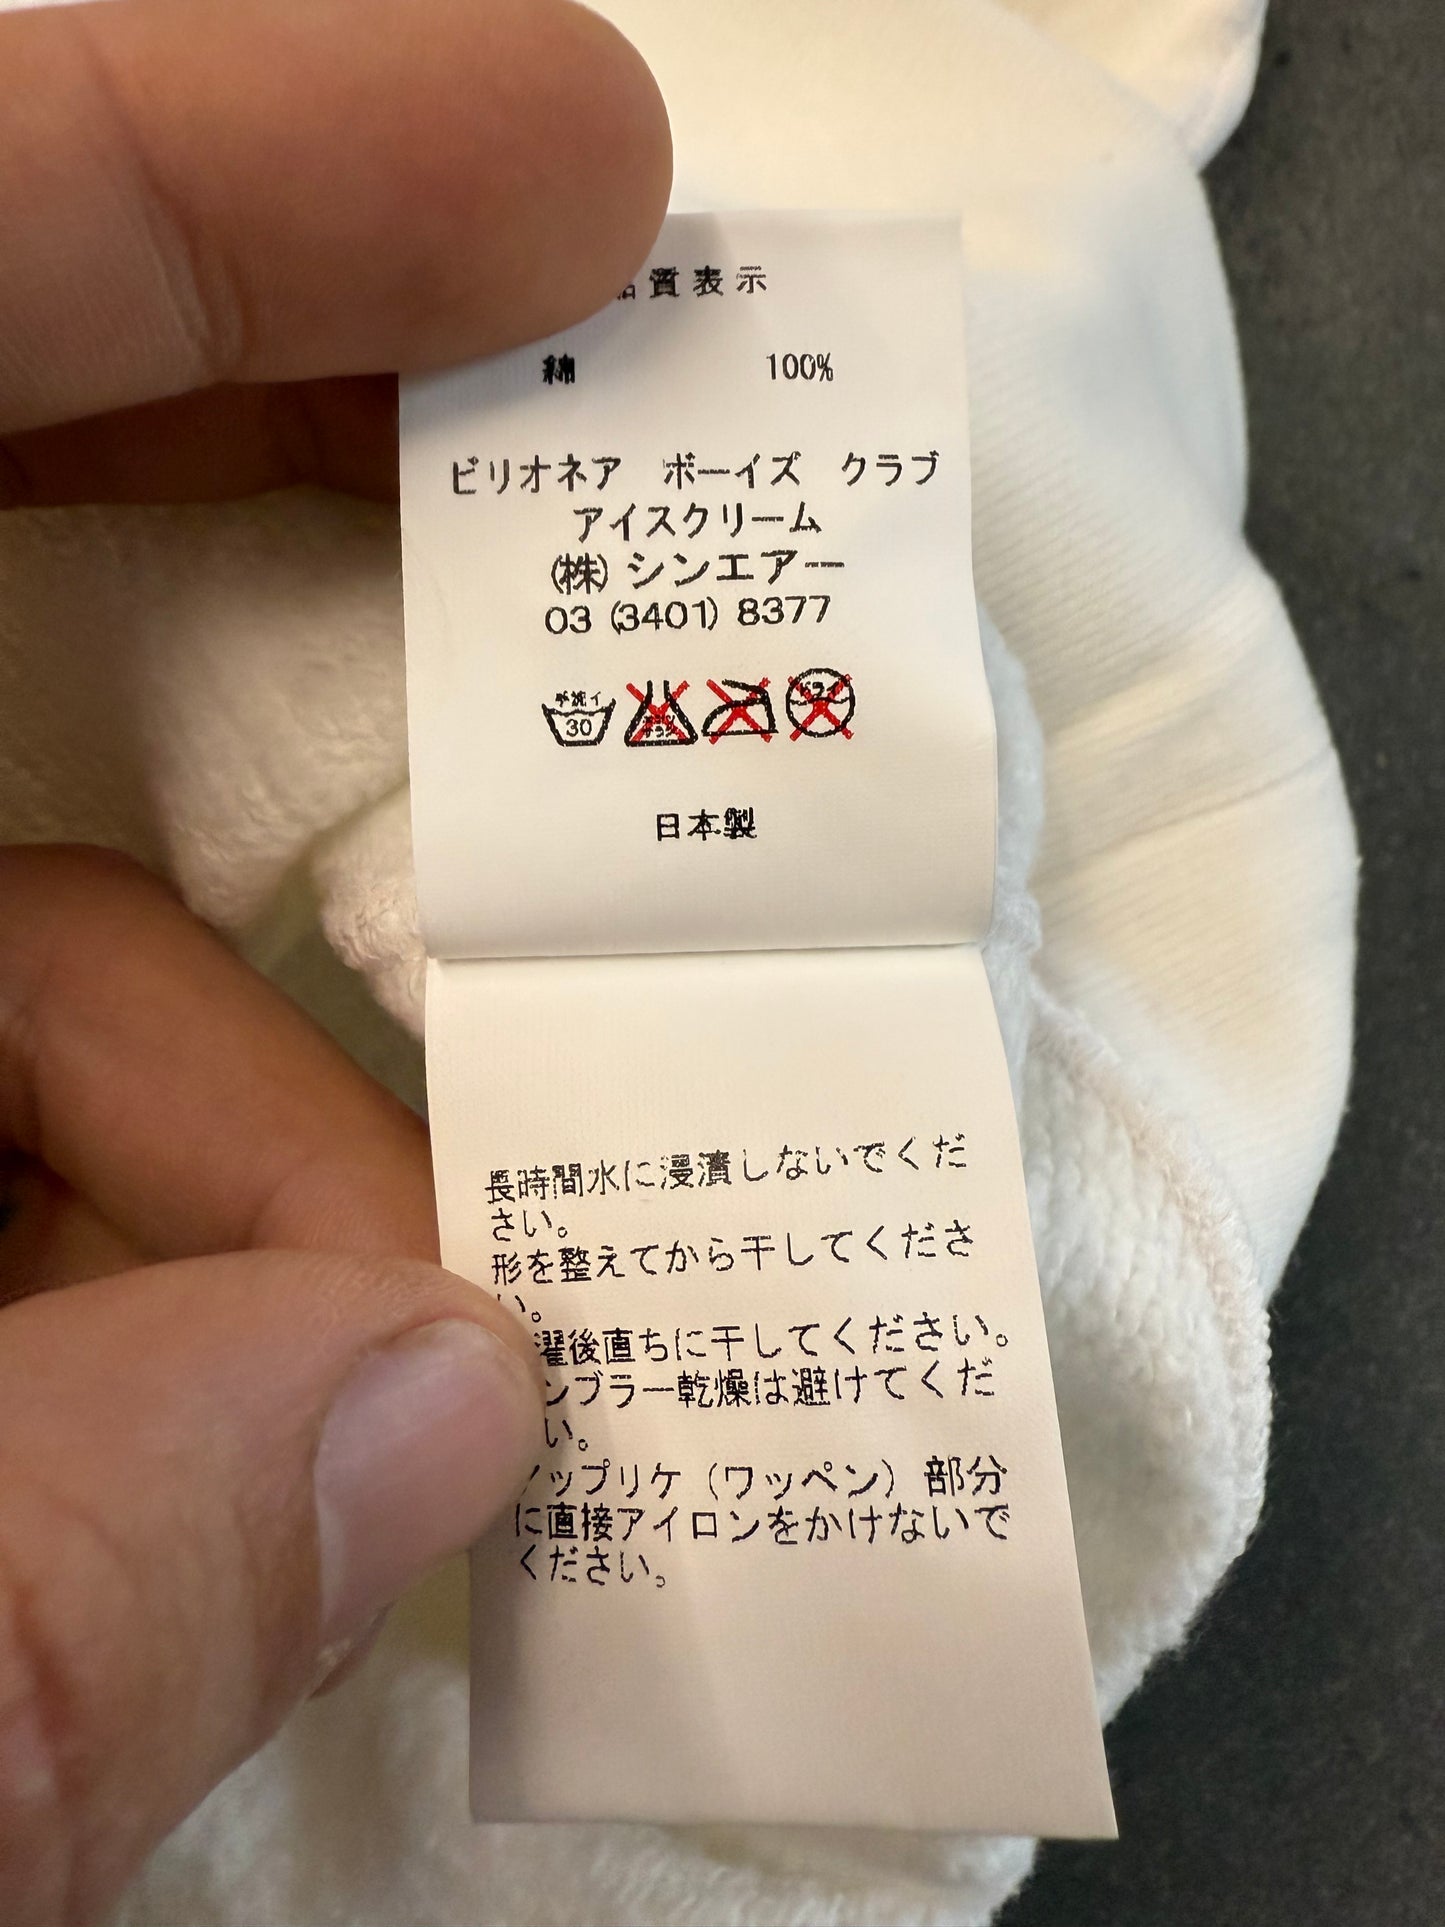 質表示
綿 100%
ビリオネア ボーイズ クラブ
アイスクリーム
(株) シンエアー
03 (3401) 8377
手洗イ
30
ドライ
日本製
長時間水に浸漬しないでくだ
さい。
形を整えてから干してくださ
い。
濯後直ちに干してください。
ンブラー乾燥は避けてくだ
い。
ップリケ（ワッペン）部分
に直接アイロンをかけないで
ください。